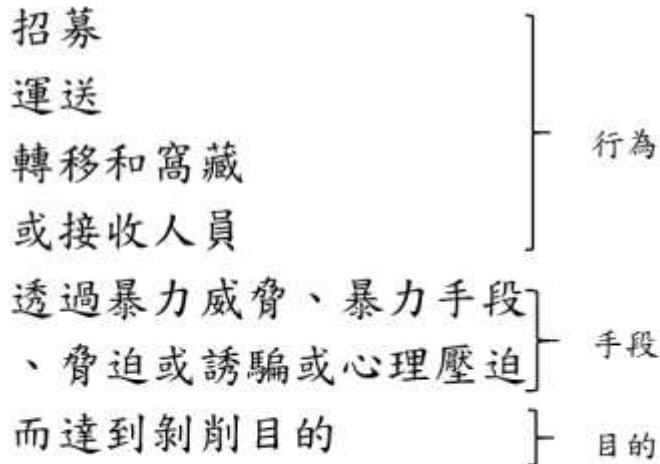 招募
運送
轉移和窩藏
或接收人員
行為
透過暴力威脅、暴力手段
、脅迫或誘騙或心理壓迫
手段
而達到剝削目的
目的